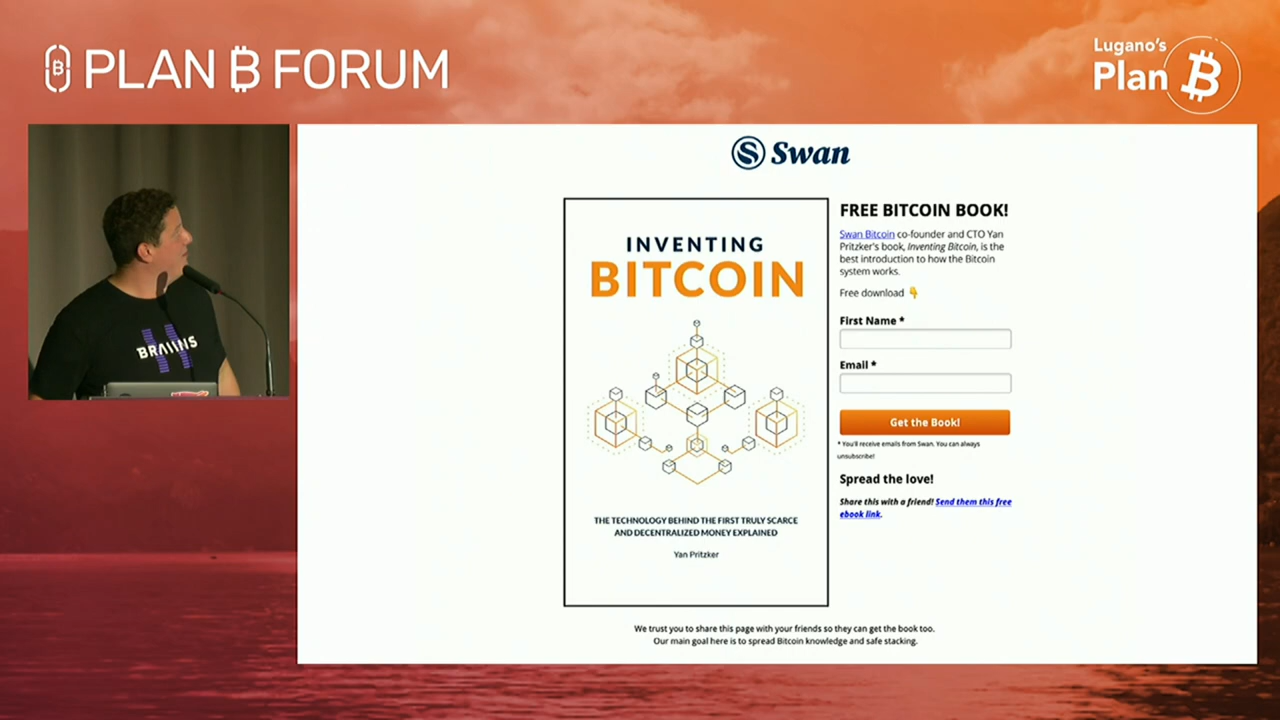 PLAN B FORUM
Lugano's
Plan B
BRAIINS
Swan
INVENTING
BITCOIN
THE TECHNOLOGY BEHIND THE FIRST TRULY SCARCE
AND DECENTRALIZED MONEY EXPLAINED
Yan Pritzker
FREE BITCOIN BOOK!
Swan Bitcoin co-founder and CTO Yan
Pritzker's book, Inventing Bitcoin, is the
best introduction to how the Bitcoin
system works.
Free download 👇
First Name *
Email *
Get the Book!
* You'll receive emails from Swan. You can always
unsubscribe!
Spread the love!
Share this with a friend! Send them this free
ebook link.
We trust you to share this page with your friends so they can get the book too.
Our main goal here is to spread Bitcoin knowledge and safe stacking.